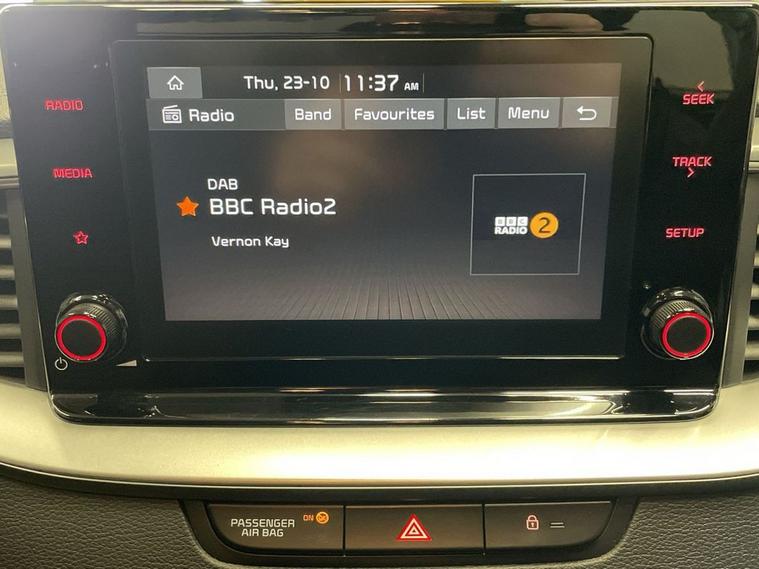 Thu, 23-10 11:37 AM
RADIO
SEEK
Radio Band Favourites List Menu
MEDIA
TRACK
DAB
BBC Radio2
BBC RADIO 2
SETUP
Vernon Kay
PASSENGER AIR BAG ON